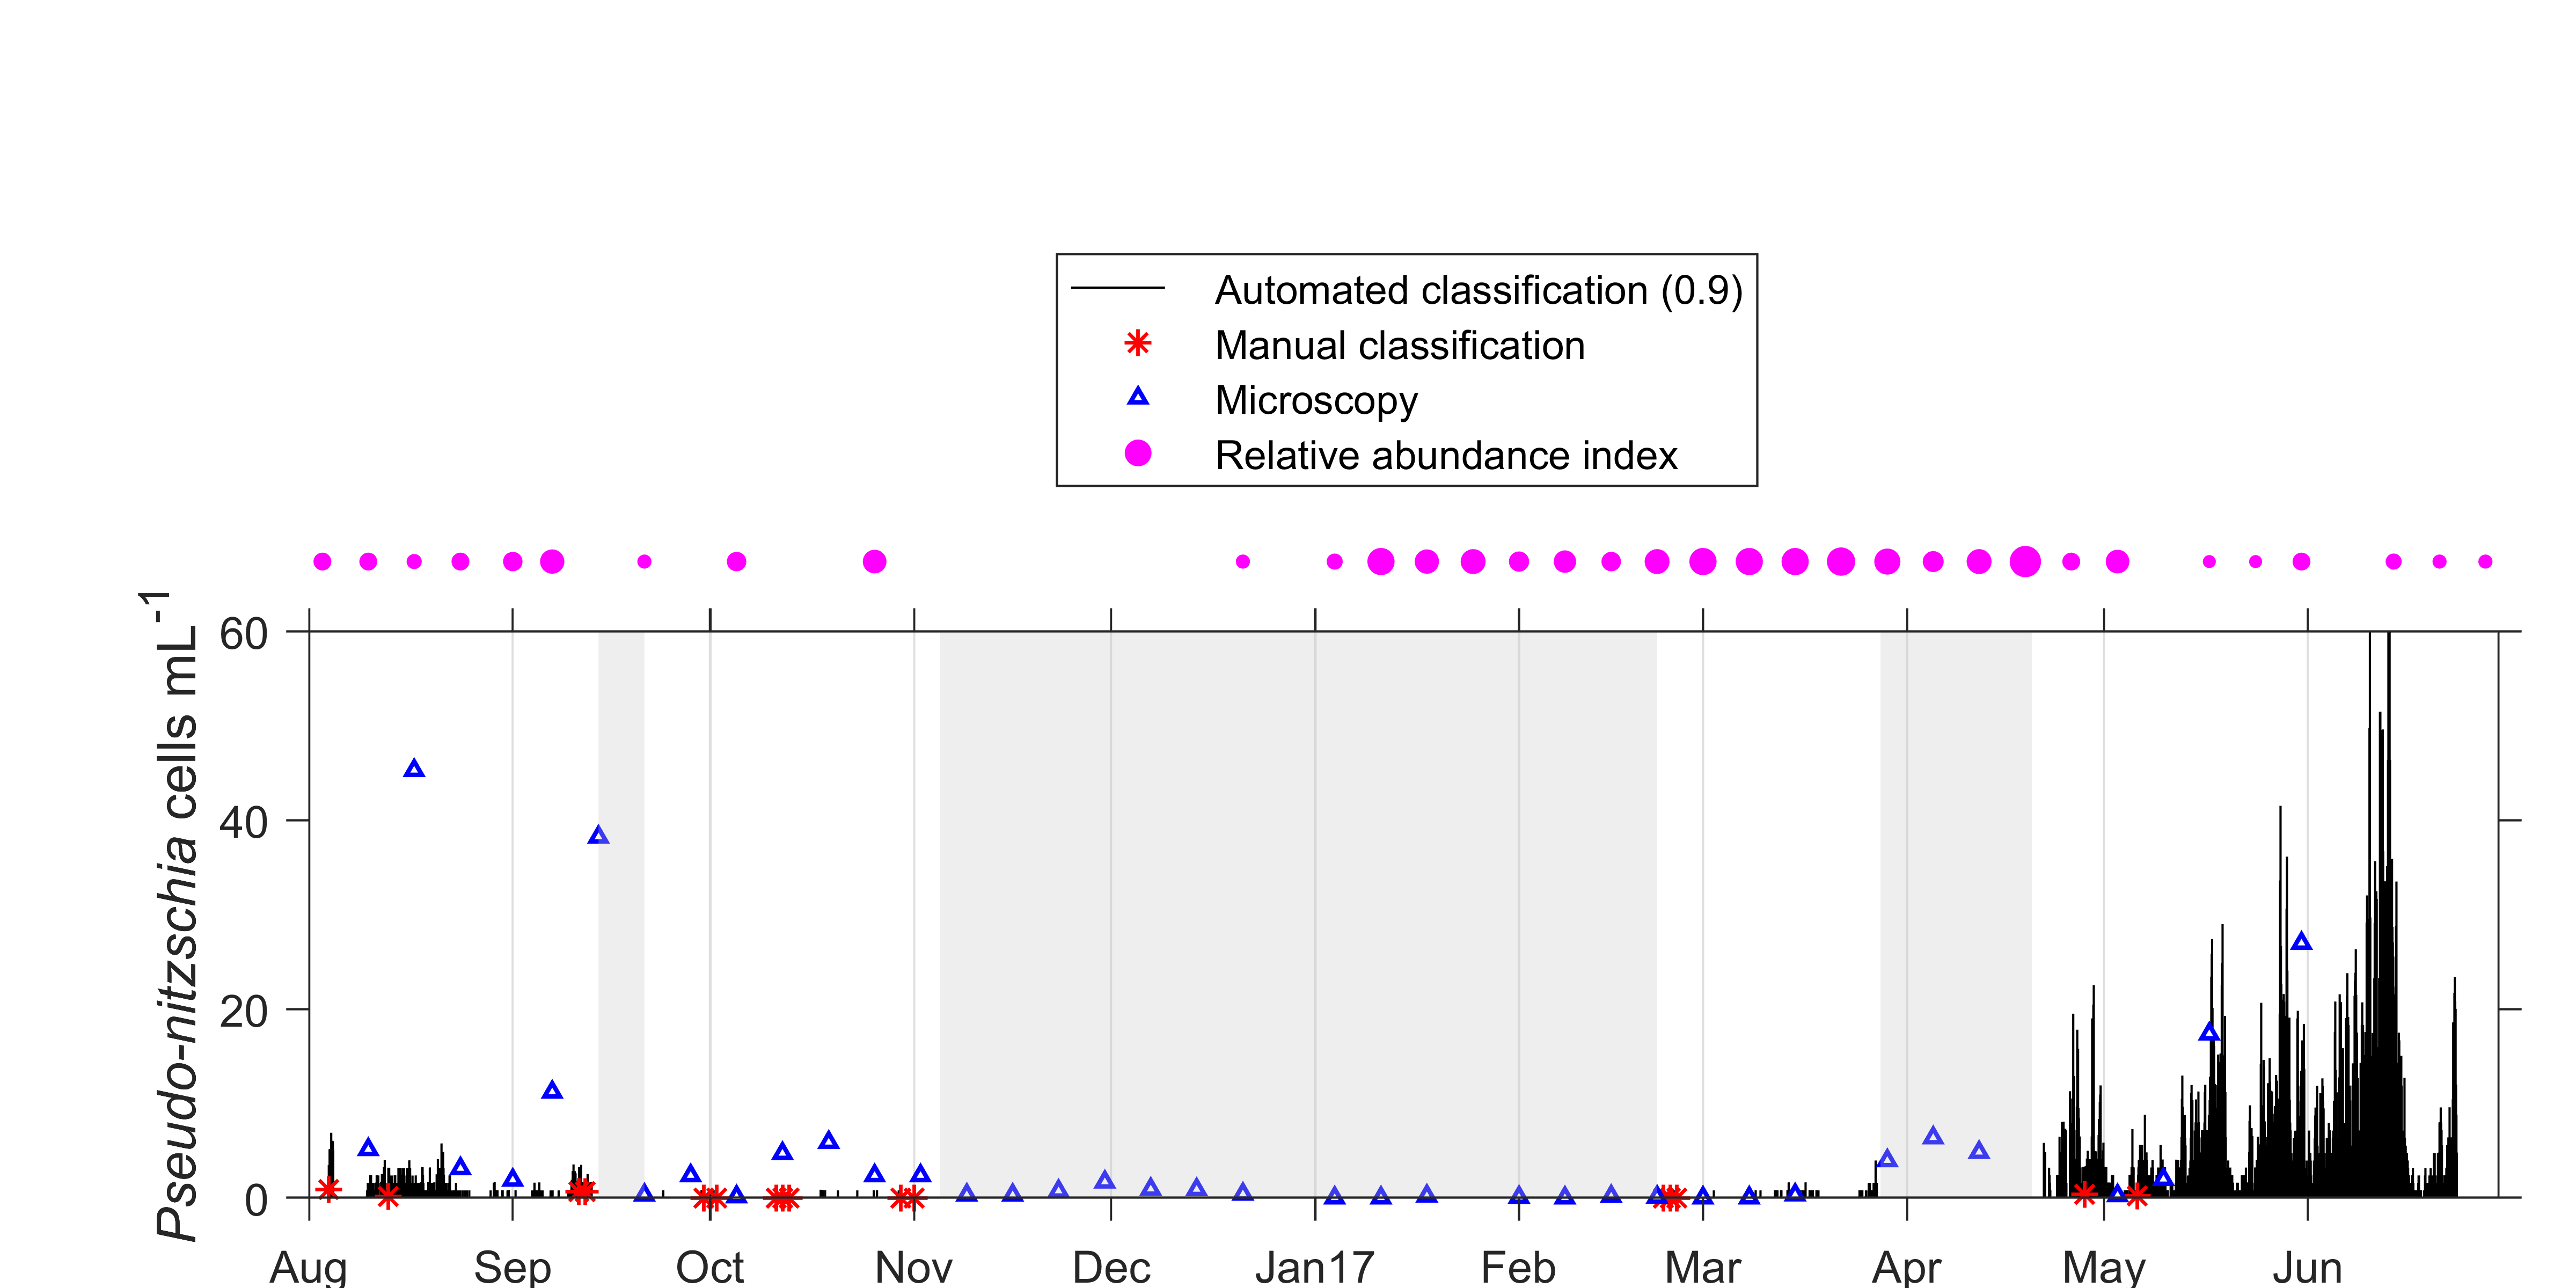 Automated classification (0.9)
Manual classification
Microscopy
Relative abundance index
Pseudo-nitzschia cells mL-1
60
40
20
0
Aug Sep Oct Nov Dec Jan17 Feb Mar Apr May Jun